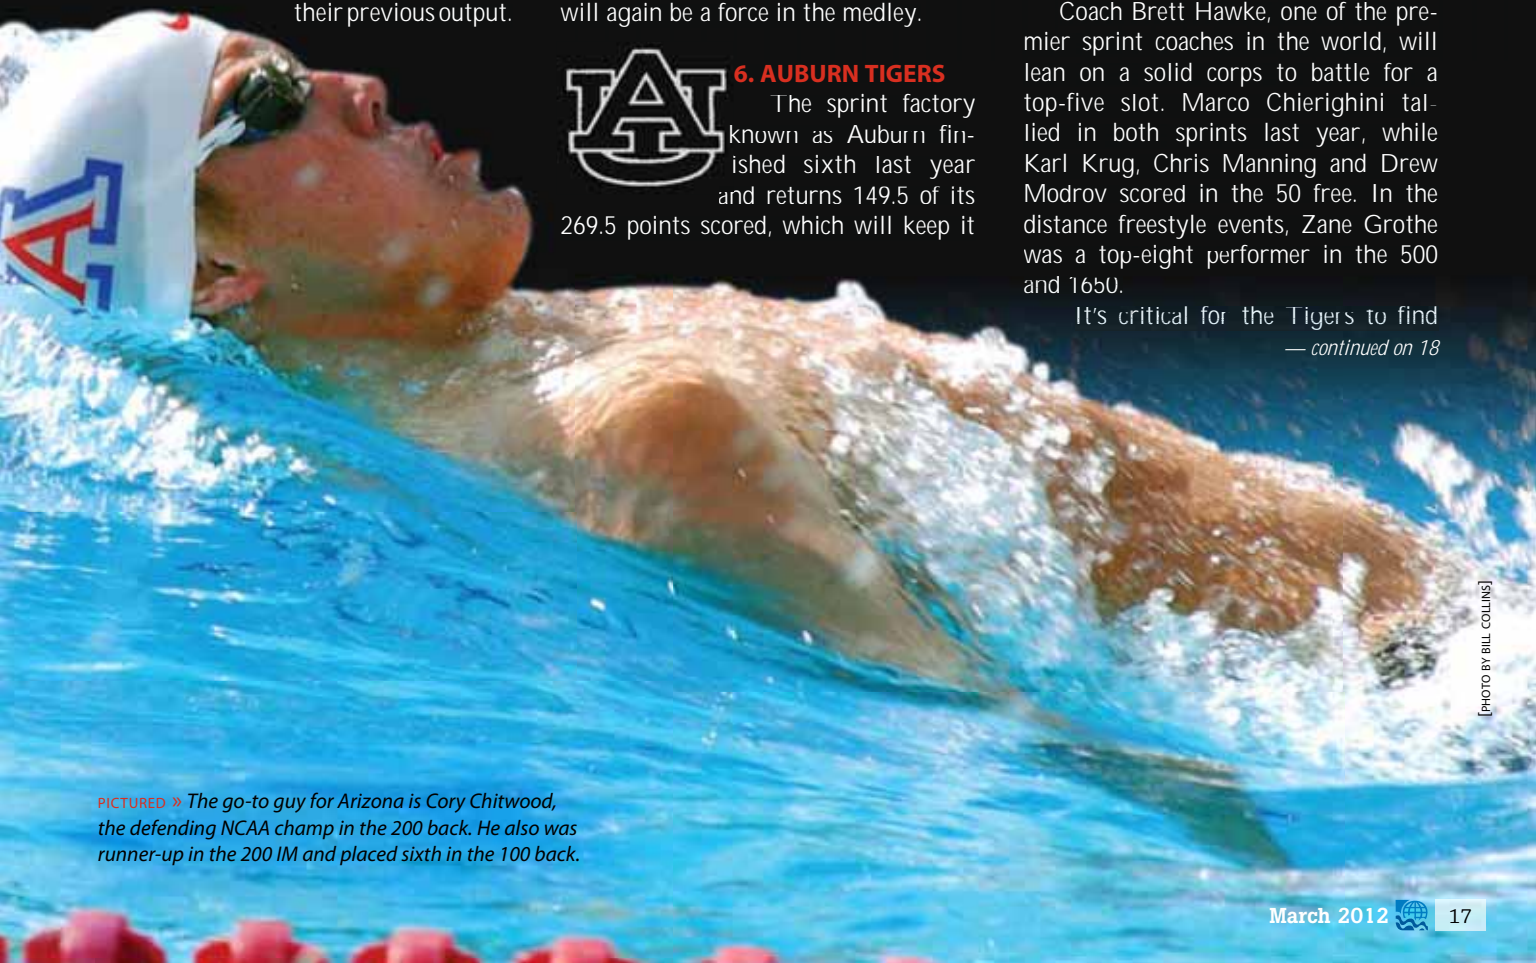 their previous output.
will again be a force in the medley.
6. AUBURN TIGERS
The sprint factory
known as Auburn fin-
ished sixth last year
and returns 149.5 of its
269.5 points scored, which will keep it
Coach Brett Hawke, one of the pre-
mier sprint coaches in the world, will
lean on a solid corps to battle for a
top-five slot. Marco Chierighini tal-
lied in both sprints last year, while
Karl Krug, Chris Manning and Drew
Modrov scored in the 50 free. In the
distance freestyle events, Zane Grothe
was a top-eight performer in the 500
and 1650.
It's critical for the Tigers to find
— continued on 18
[PHOTO BY BILL COLLINS]
PICTURED » The go-to guy for Arizona is Cory Chitwood,
the defending NCAA champ in the 200 back. He also was
runner-up in the 200 IM and placed sixth in the 100 back.
March 2012 17
AU
A